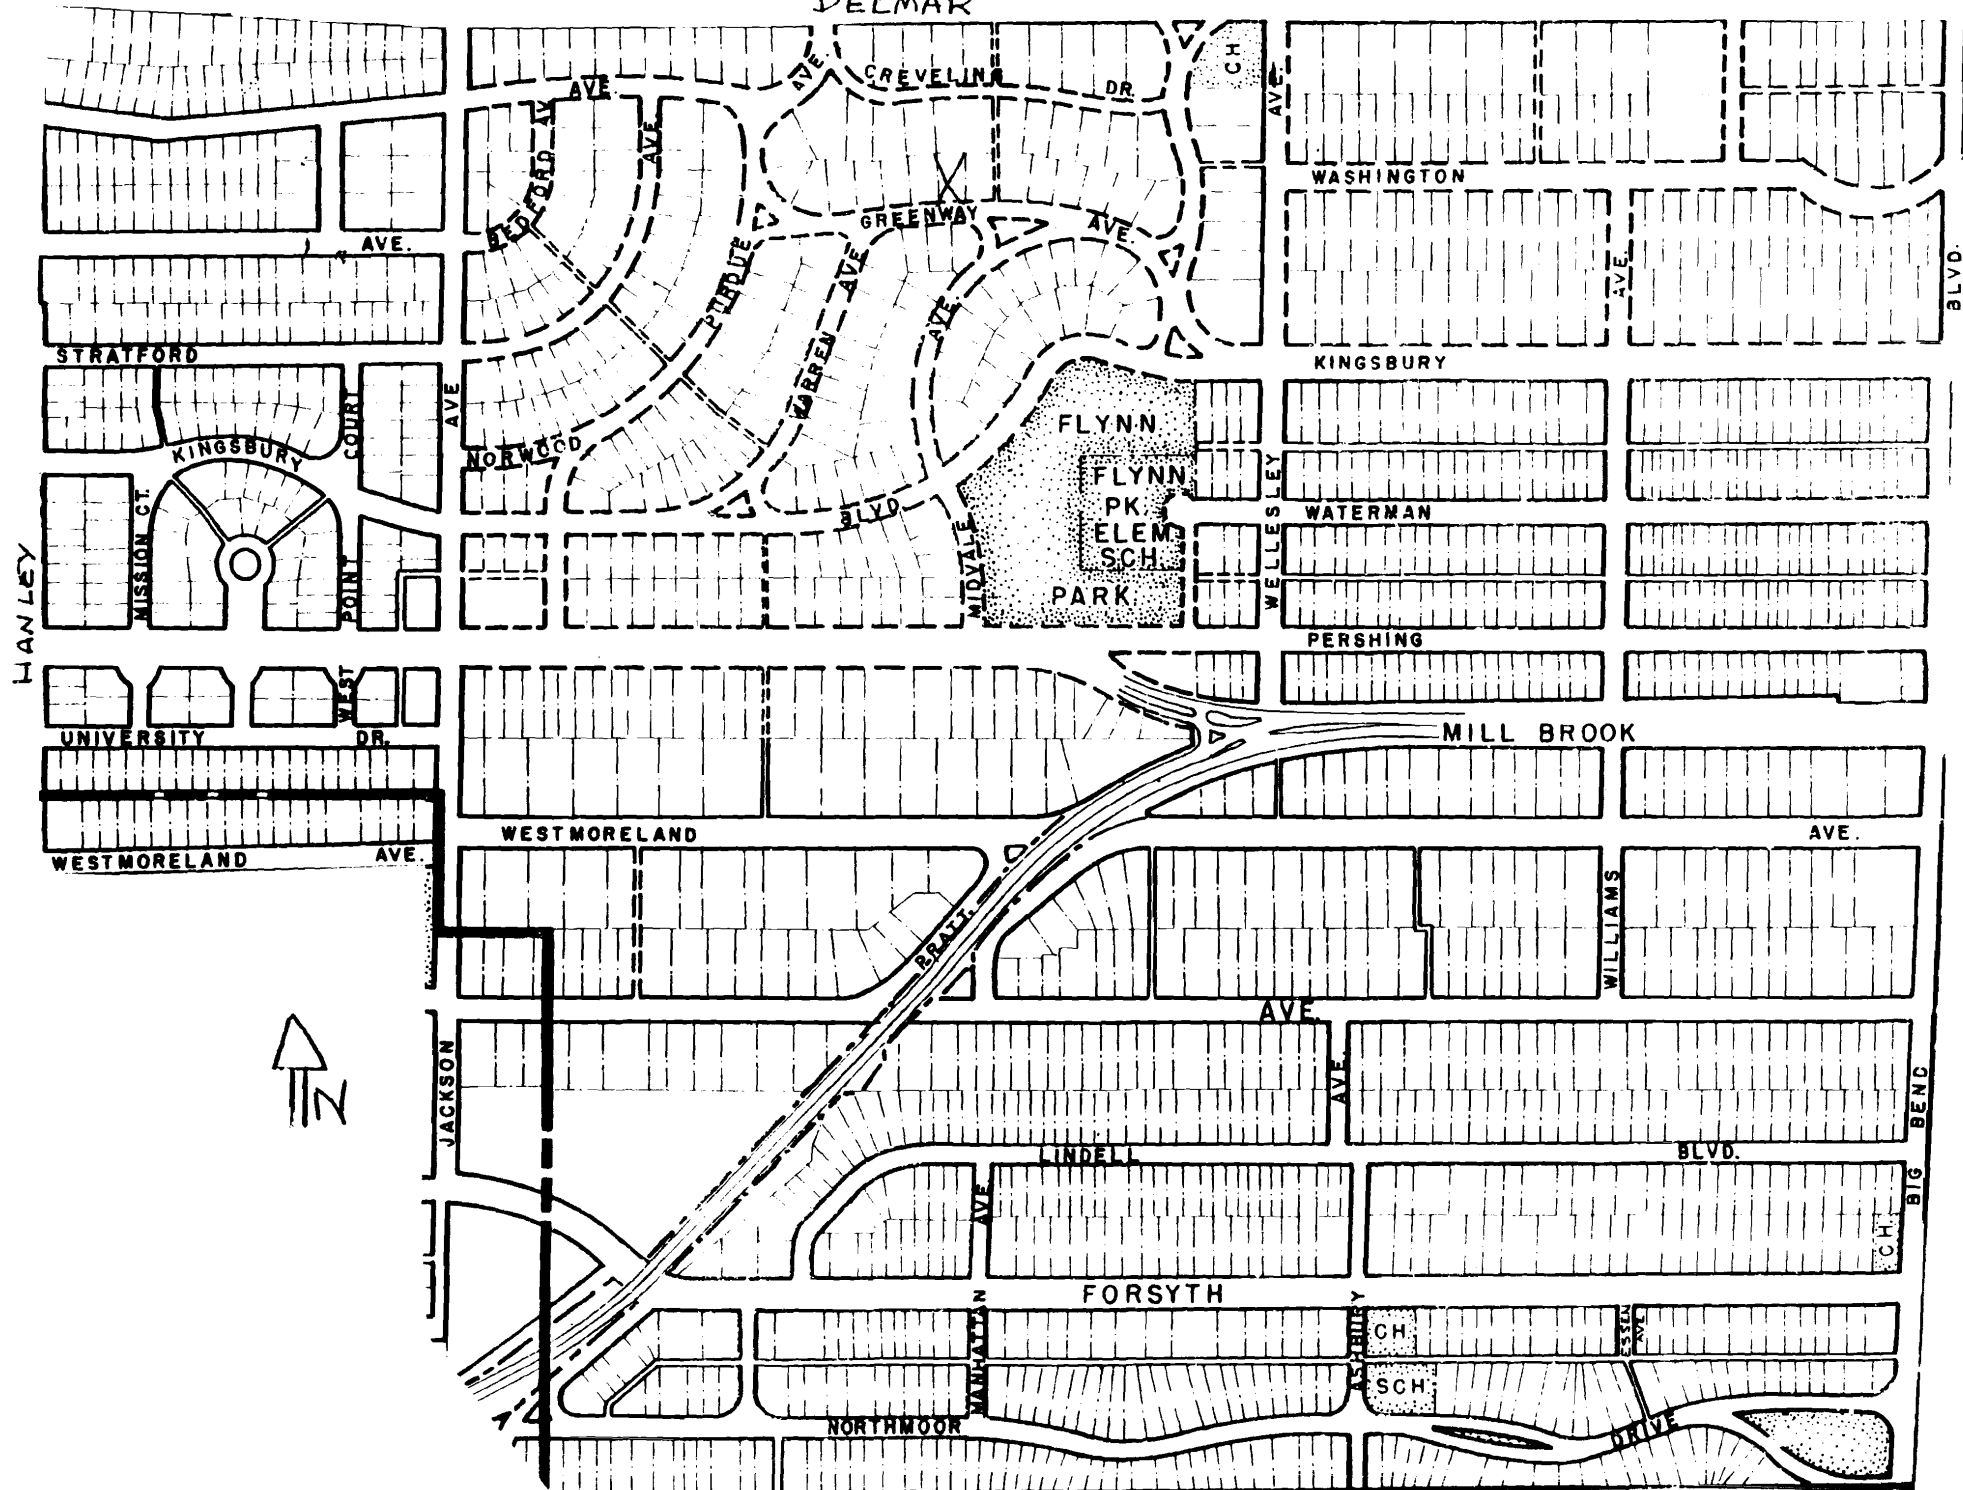 DELMAR
CREVELING
DR.
AVE.
AVE.
CH
AVE.
BEDFORD AV
AVE.
WASHINGTON
GREENWAY
AVE.
AVE.
PURDUE
AVE.
AVE.
AVE.
BLVD.
WARREN
STRATFORD
KINGSBURY
AVE
COURT
FLYNN
KINGSBURY
NORWOOD
FLYNN
PK.
ELEM
SCH.
PARK
WELLESLEY
WATERMAN
BLVD.
MISSION CT.
MIDVALE
POINT
HANLEY
PERSHING
WEST
UNIVERSITY
DR.
MILL BROOK
WESTMORELAND
AVE.
WESTMORELAND
AVE.
WILLIAMS
PRATT
AVE.
N
JACKSON
AVE.
BEND
LINDELL
BLVD.
BIG
AVE
CH.
FORSYTH
MANHATTAN
ASHBURY
CH.
ESSEX
AVE
SCH.
NORTHMOOR
DRIVE